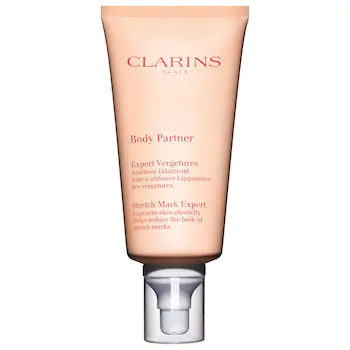 CLARINS
PARIS
Body Partner
Expert Vergetures
Améliore l'élasticité
Aide à atténuer l'apparence
des vergetures
Stretch Mark Expert
Improves skin elasticity
Helps reduce the look of
stretch marks